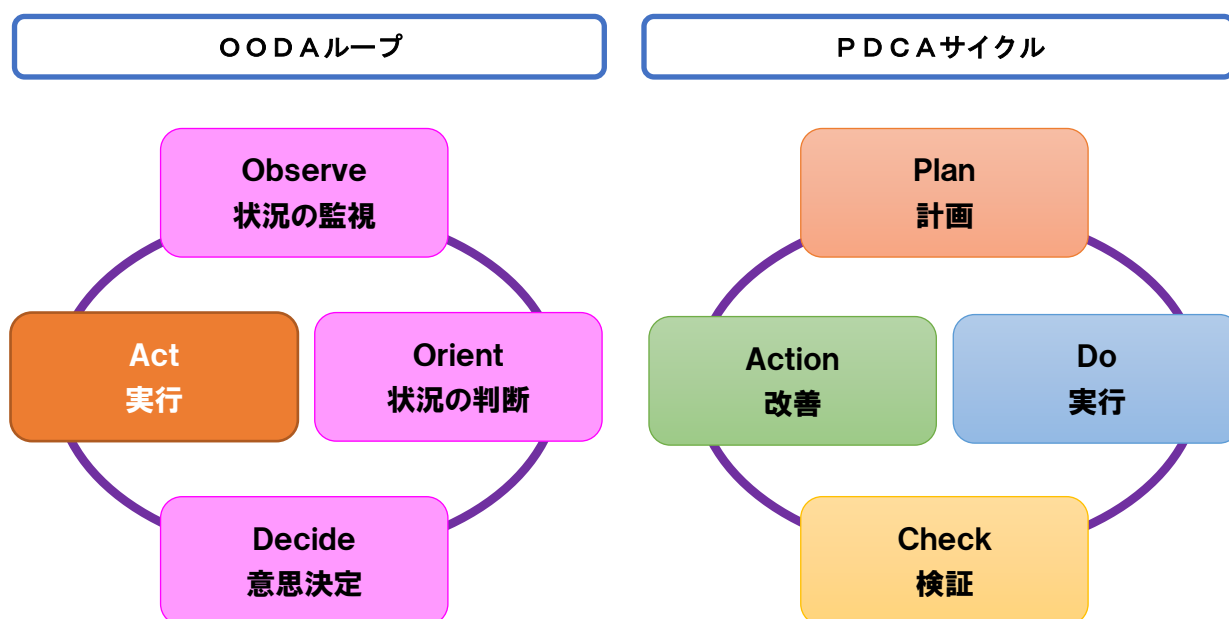 OODAループ
PDCAサイクル
Observe
状況の監視
Act
実行
Orient
状況の判断
Decide
意思決定
Plan
計画
Action
改善
Do
実行
Check
検証